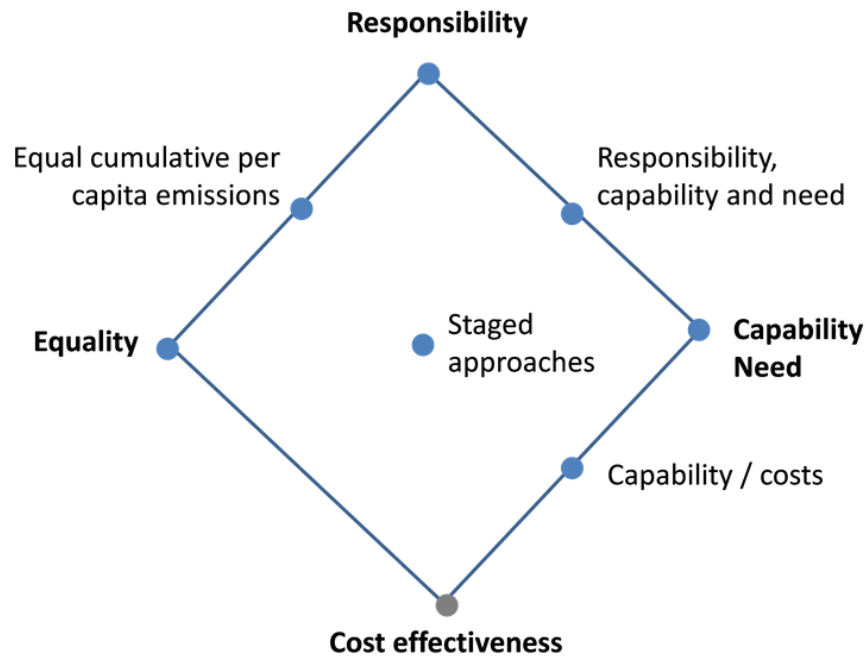 Responsibility
Equal cumulative per
capita emissions
Responsibility,
capability and need
Equality
Staged
approaches
Capability
Need
Capability / costs
Cost effectiveness